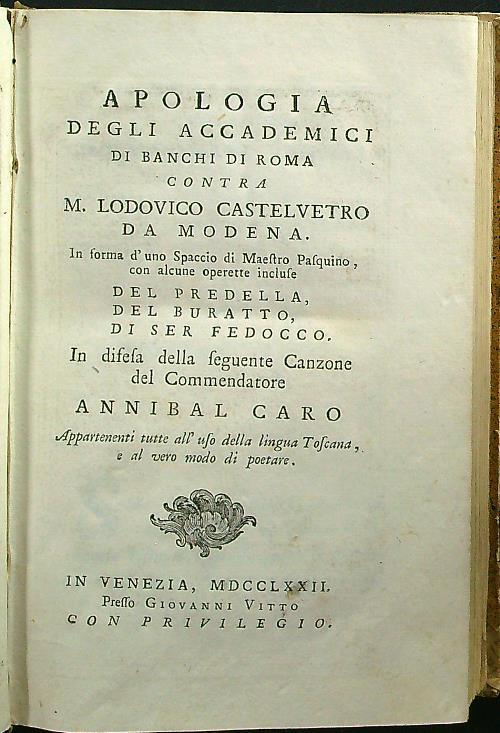 APOLOGIA
DEGLI ACCADEMICI
DI BANCHI DI ROMA
CONTRA
M. LODOVICO CASTELVETRO
DA MODENA.
In forma d'uno Spaccio di Maeſtro Paſquino,
con alcune operette incluſe
DEL PREDELLA,
DEL BURATTO,
DI SER FEDOCCO.
In difeſa della ſeguente Canzone
del Commendatore
ANNIBAL CARO
Appartenenti tutte all' uſo della lingua Toſcana,
e al vero modo di poetare.
IN VENEZIA, MDCCLXXII.
Preſſo GIOVANNI VITTO
CON PRIVILEGIO.